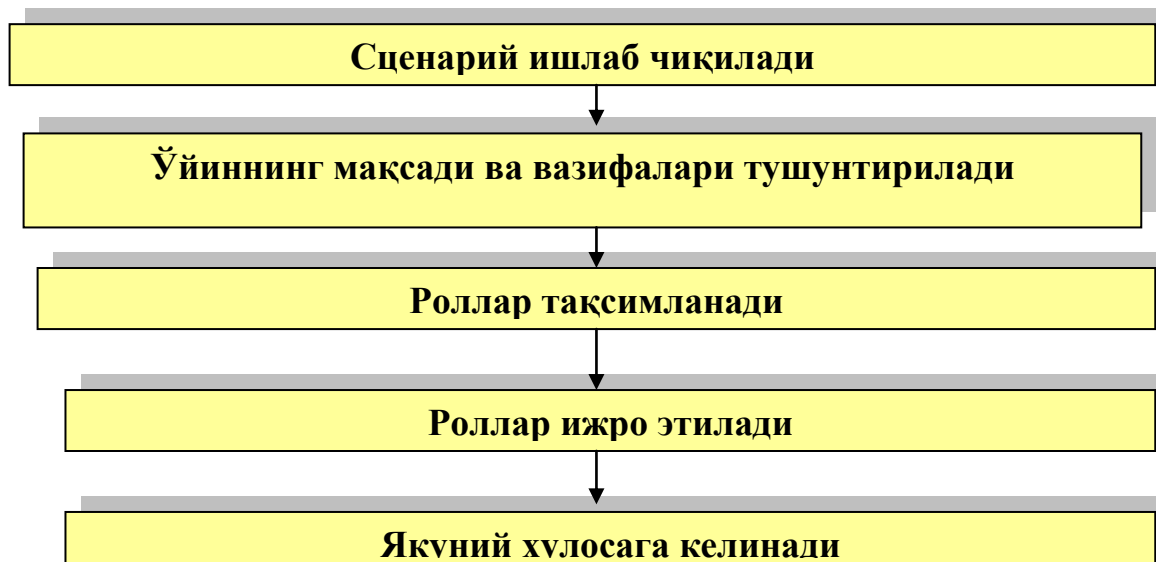 Сценарий ишлаб чиқилади
Ўйиннинг мақсади ва вазифалари тушунтирилади
Роллар тақсимланади
Роллар ижро этилади
Якуний хулосага келинади